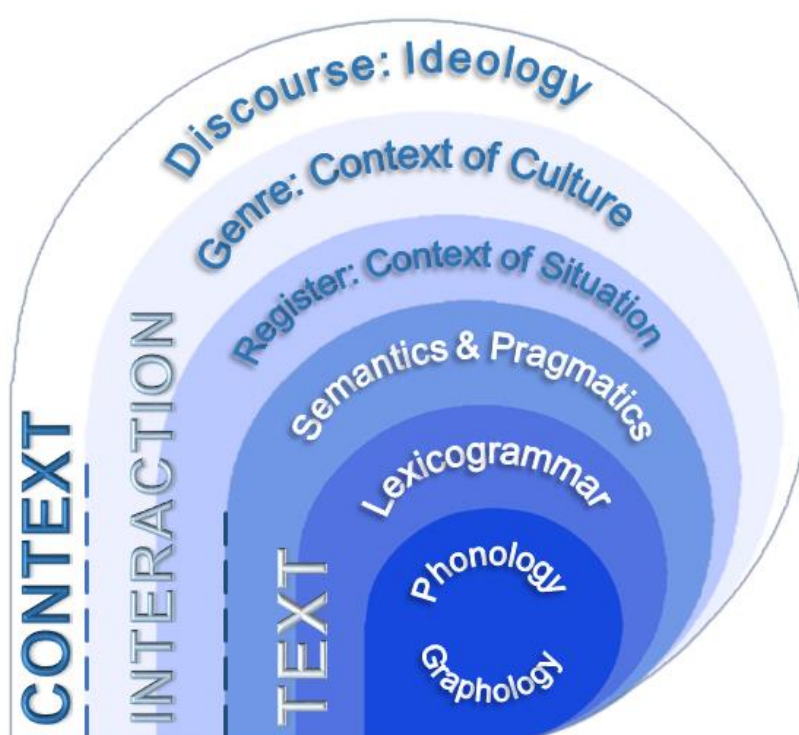 Discourse: Ideology
Genre: Context of Culture
Register: Context of Situation
Semantics & Pragmatics
Lexicogrammar
Phonology
Graphology
CONTEXT
INTERACTION
TEXT